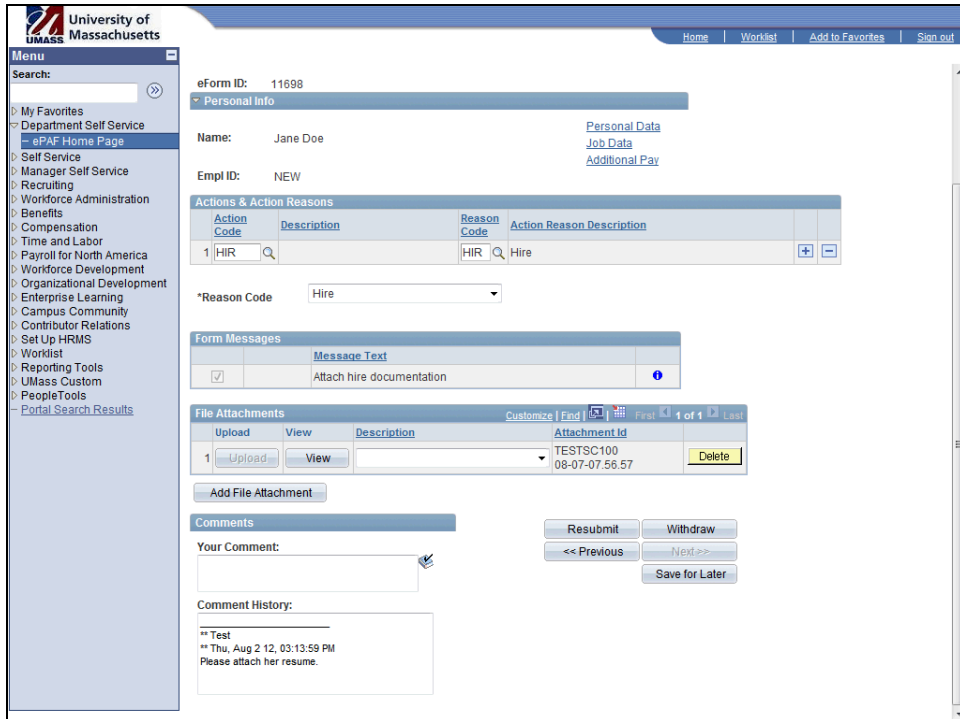 University of
UMASS Massachusetts
Home | Worklist | Add to Favorites | Sign out
Menu
Search:
My Favorites
Department Self Service
ePAF Home Page
Self Service
Manager Self Service
Recruiting
Workforce Administration
Benefits
Compensation
Time and Labor
Payroll for North America
Workforce Development
Organizational Development
Enterprise Learning
Campus Community
Contributor Relations
Set Up HRMS
Worklist
Reporting Tools
UMass Custom
PeopleTools
Portal Search Results
eForm ID: 11698
Personal Info
Name: Jane Doe
Personal Data
Job Data
Additional Pay
Empl ID: NEW
Actions & Action Reasons
Action Code Description Reason Code Action Reason Description
1 HIR HIR Hire
*Reason Code Hire
Form Messages
Message Text
Attach hire documentation
File Attachments Customize | Find | | First 1 of 1 Last
Upload View Description Attachment Id
1 Upload View TESTSC100 08-07-07.56.57 Delete
Add File Attachment
Comments
Your Comment:
Resubmit Withdraw
<< Previous Next >>
Save for Later
Comment History:
** Test
** Thu, Aug 2 12, 03:13:59 PM
Please attach her resume.